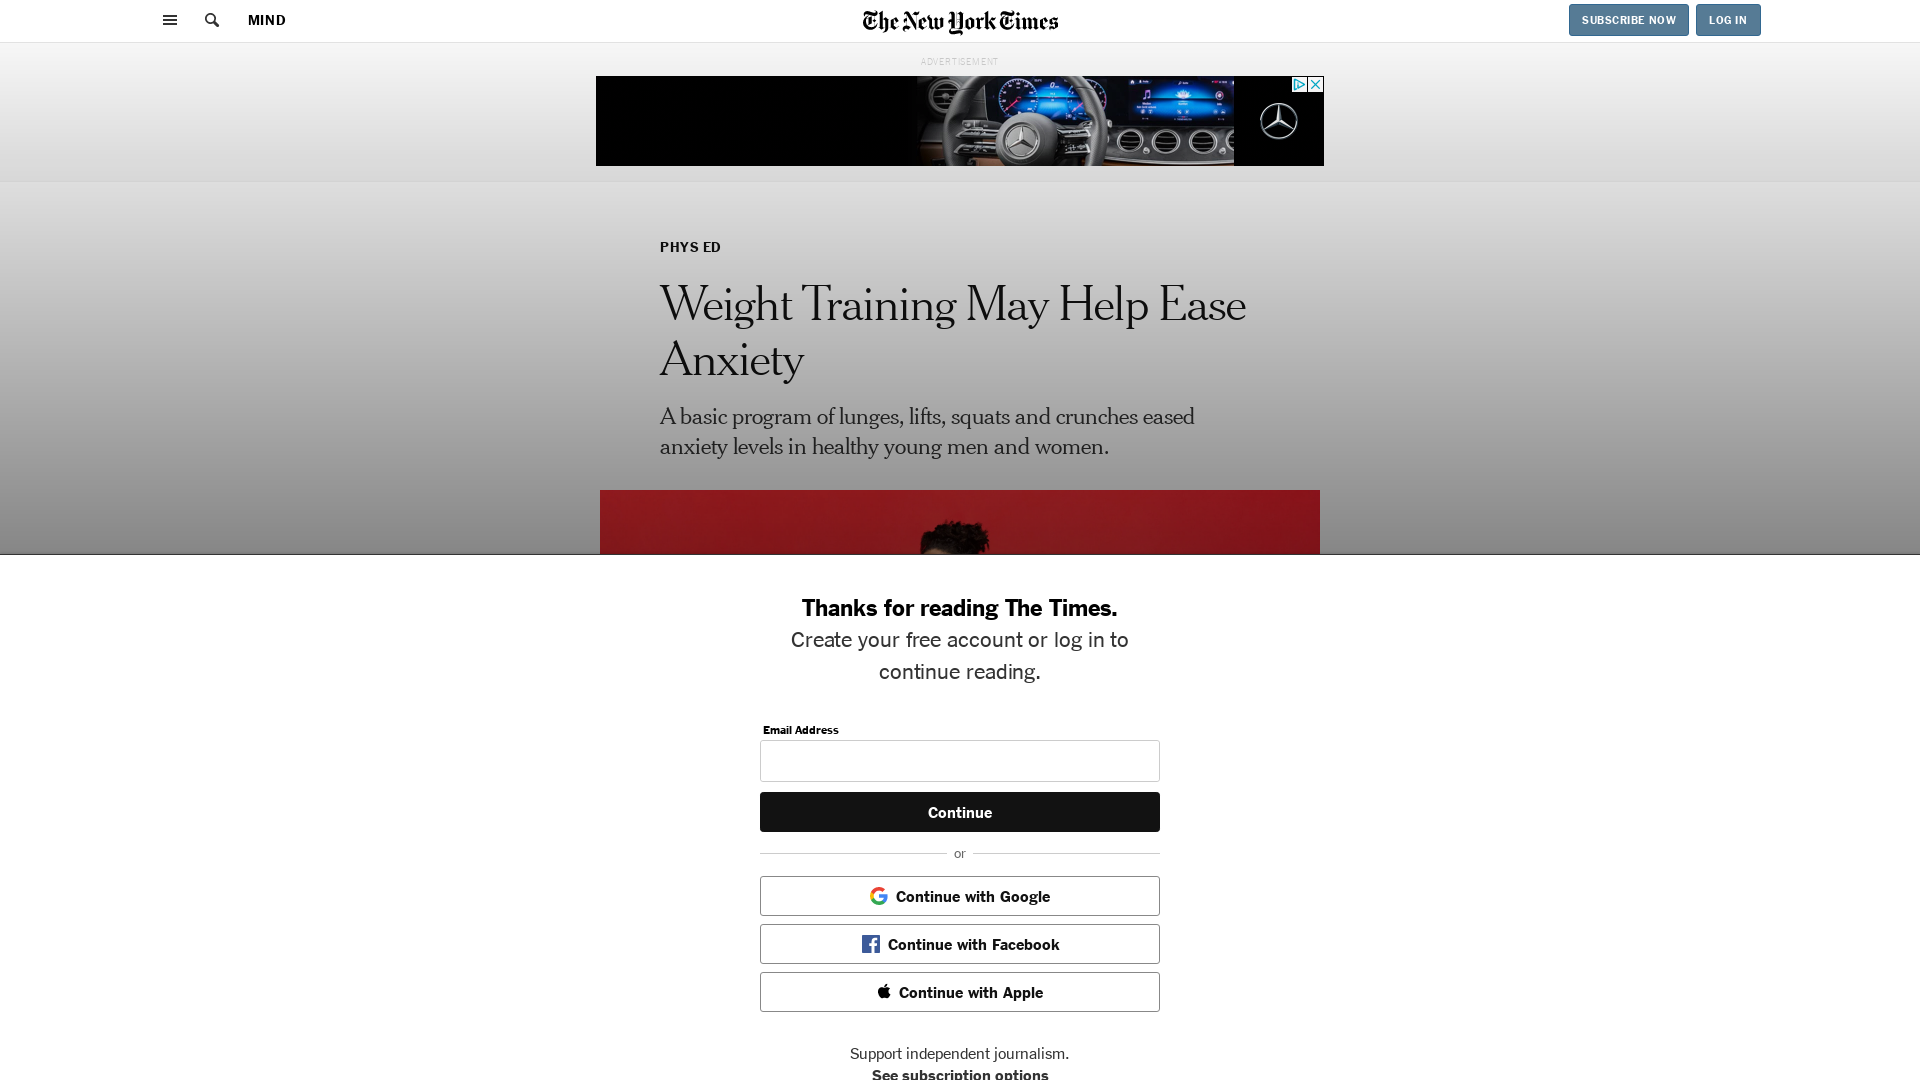 MIND
The New York Times
SUBSCRIBE NOW
LOG IN
ADVERTISEMENT
PHYS ED
Weight Training May Help Ease
Anxiety
A basic program of lunges, lifts, squats and crunches eased
anxiety levels in healthy young men and women.
Thanks for reading The Times.
Create your free account or log in to
continue reading.
Email Address
Continue
or
Continue with Google
Continue with Facebook
Continue with Apple
Support independent journalism.
See subscription options